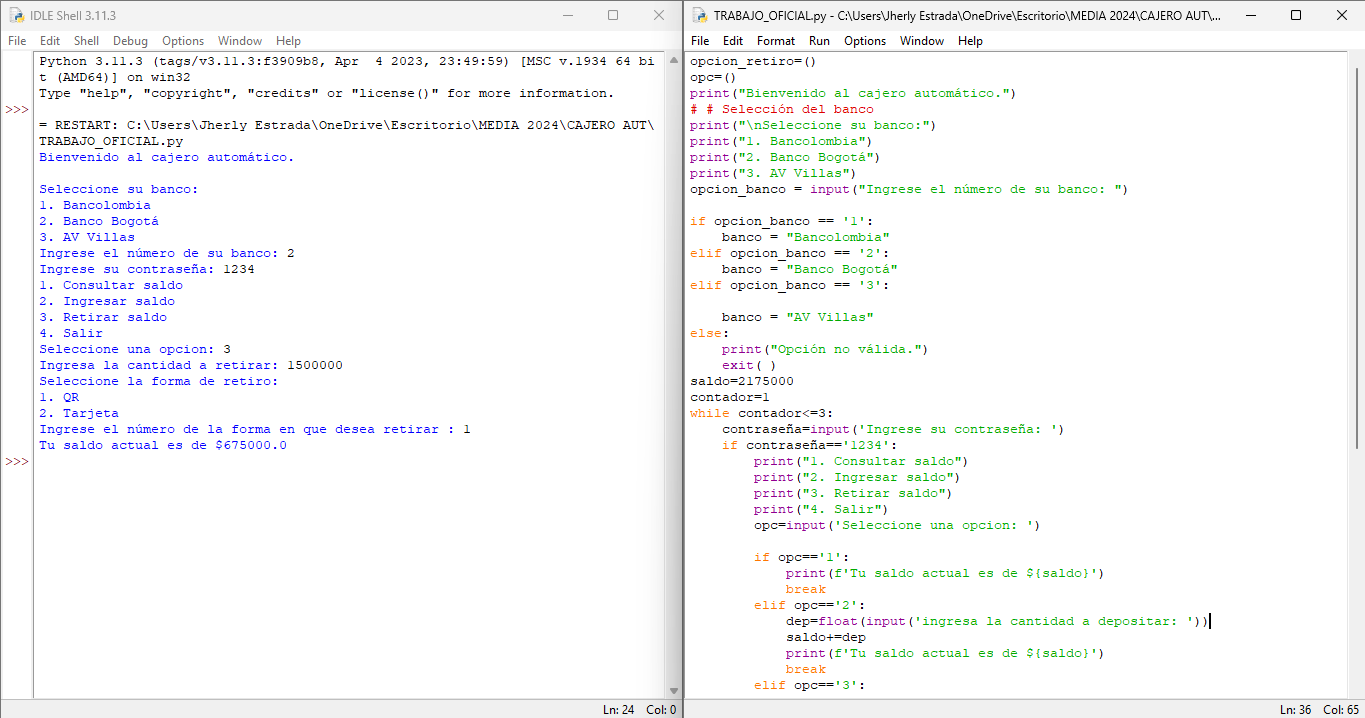 IDLE Shell 3.11.3
File Edit Shell Debug Options Window Help
Python 3.11.3 (tags/v3.11.3:f3909b8, Apr  4 2023, 23:49:59) [MSC v.1934 64 bi
t (AMD64)] on win32
Type "help", "copyright", "credits" or "license()" for more information.
>>>
= RESTART: C:\Users\Jherly Estrada\OneDrive\Escritorio\MEDIA 2024\CAJERO AUT\
TRABAJO_OFICIAL.py
Bienvenido al cajero automático.
Seleccione su banco:
1. Bancolombia
2. Banco Bogotá
3. AV Villas
Ingrese el número de su banco: 2
Ingrese su contraseña: 1234
1. Consultar saldo
2. Ingresar saldo
3. Retirar saldo
4. Salir
Seleccione una opcion: 3
Ingresa la cantidad a retirar: 1500000
Seleccione la forma de retiro:
1. QR
2. Tarjeta
Ingrese el número de la forma en que desea retirar : 1
Tu saldo actual es de $675000.0
>>>
Ln: 24 Col: 0
TRABAJO_OFICIAL.py - C:\Users\Jherly Estrada\OneDrive\Escritorio\MEDIA 2024\CAJERO AUT\...
File Edit Format Run Options Window Help
opcion_retiro=()
opc=()
print("Bienvenido al cajero automático.")
# # Selección del banco
print("\nSeleccione su banco:")
print("1. Bancolombia")
print("2. Banco Bogotá")
print("3. AV Villas")
opcion_banco = input("Ingrese el número de su banco: ")
if opcion_banco == '1':
    banco = "Bancolombia"
elif opcion_banco == '2':
    banco = "Banco Bogotá"
elif opcion_banco == '3':
    banco = "AV Villas"
else:
    print("Opción no válida.")
    exit( )
saldo=2175000
contador=1
while contador<=3:
    contraseña=input('Ingrese su contraseña: ')
    if contraseña=='1234':
        print("1. Consultar saldo")
        print("2. Ingresar saldo")
        print("3. Retirar saldo")
        print("4. Salir")
        opc=input('Seleccione una opcion: ')
        if opc=='1':
            print(f'Tu saldo actual es de ${saldo}')
            break
        elif opc=='2':
            dep=float(input('ingresa la cantidad a depositar: '))
            saldo+=dep
            print(f'Tu saldo actual es de ${saldo}')
            break
        elif opc=='3':
Ln: 36 Col: 65